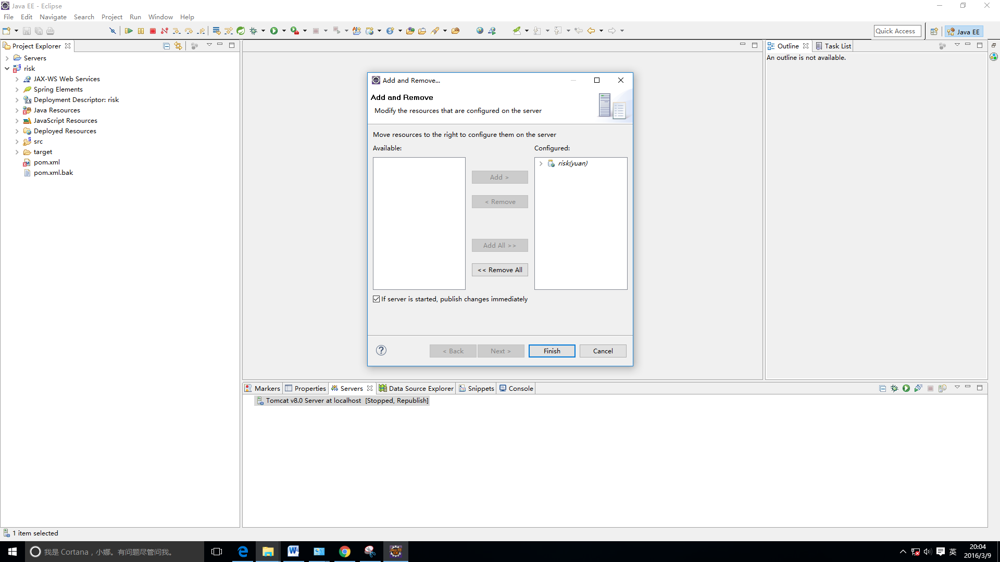 Java EE - Eclipse
File Edit Navigate Search Project Run Window Help
Quick Access
Java EE
Project Explorer
Servers
risk
JAX-WS Web Services
Spring Elements
Deployment Descriptor: risk
Java Resources
JavaScript Resources
Deployed Resources
src
target
pom.xml
pom.xml.bak
Outline Task List
An outline is not available.
Add and Remove...
Add and Remove
Modify the resources that are configured on the server
Move resources to the right to configure them on the server
Available: Configured:
risk(yuan)
Add >
< Remove
Add All >>
<< Remove All
If server is started, publish changes immediately
< Back Next > Finish Cancel
Markers Properties Servers Data Source Explorer Snippets Console
Tomcat v8.0 Server at localhost [Stopped, Republish]
1 item selected
我是 Cortana，小娜。有问题尽管问我。
英
20:04
2016/3/9